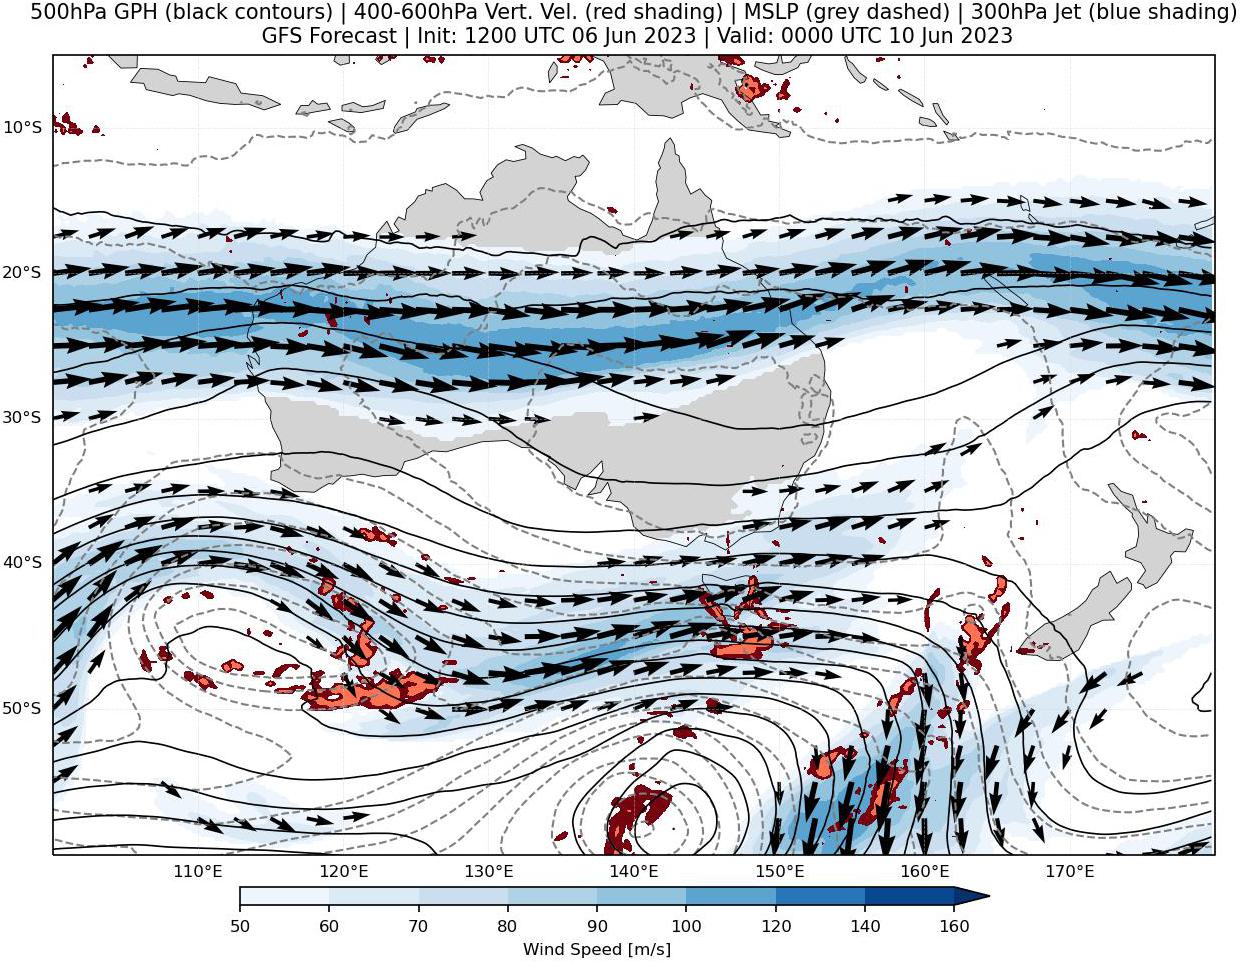 500hPa GPH (black contours) | 400-600hPa Vert. Vel. (red shading) | MSLP (grey dashed) | 300hPa Jet (blue shading)
GFS Forecast | Init: 1200 UTC 06 Jun 2023 | Valid: 0000 UTC 10 Jun 2023
10°S
20°S
30°S
40°S
50°S
110°E 120°E 130°E 140°E 150°E 160°E 170°E
50 60 70 80 90 100 120 140 160
Wind Speed [m/s]